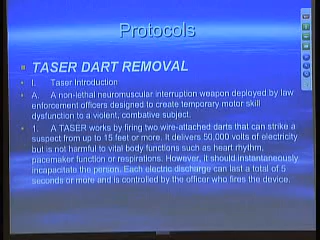 Protocols
TASER DART REMOVAL
I. Taser Introduction
A. A non-lethal neuromuscular interruption weapon deployed by law
enforcement officers designed to create temporary motor skill
dysfunction to a violent, combative subject.
1. A TASER works by firing two wire-attached darts that can strike a
suspect from up to 15 feet or more. It delivers 50,000 volts of electricity
but is not harmful to vital body functions such as heart rhythm,
pacemaker function or respirations. However, it should instantaneously
incapacitate the person. Each electric discharge can last a total of 5
seconds or more and is controlled by the officer who fires the device.